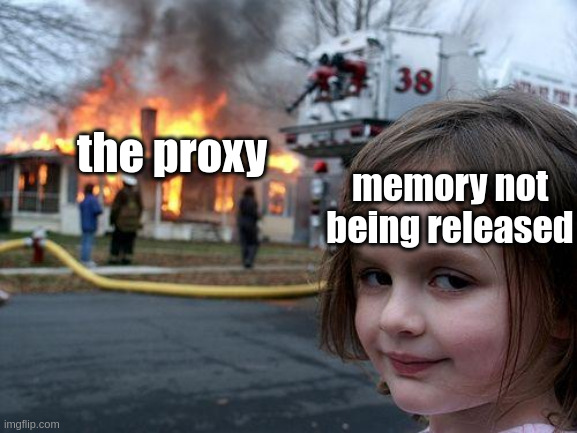 38
the proxy
memory not
being released
imgflip.com